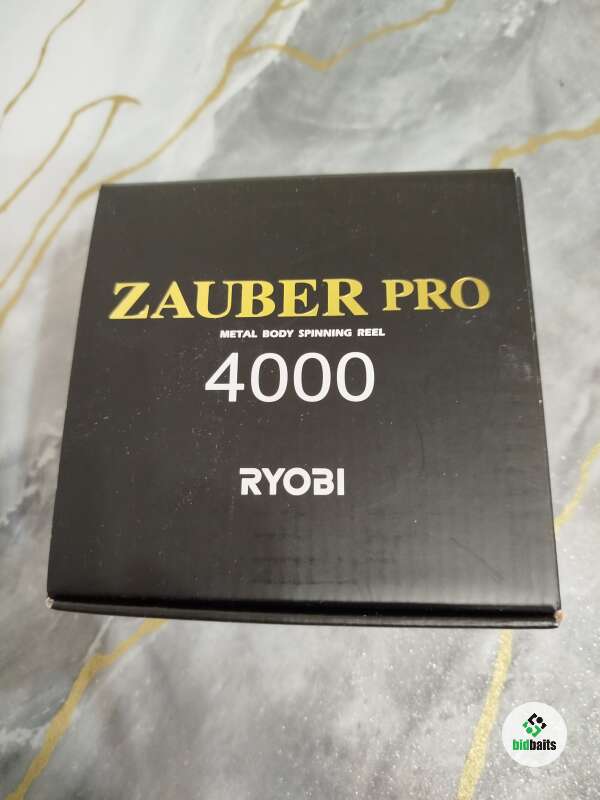 ZAUBER PRO
METAL BODY SPINNING REEL
4000
RYOBI
bidbaits